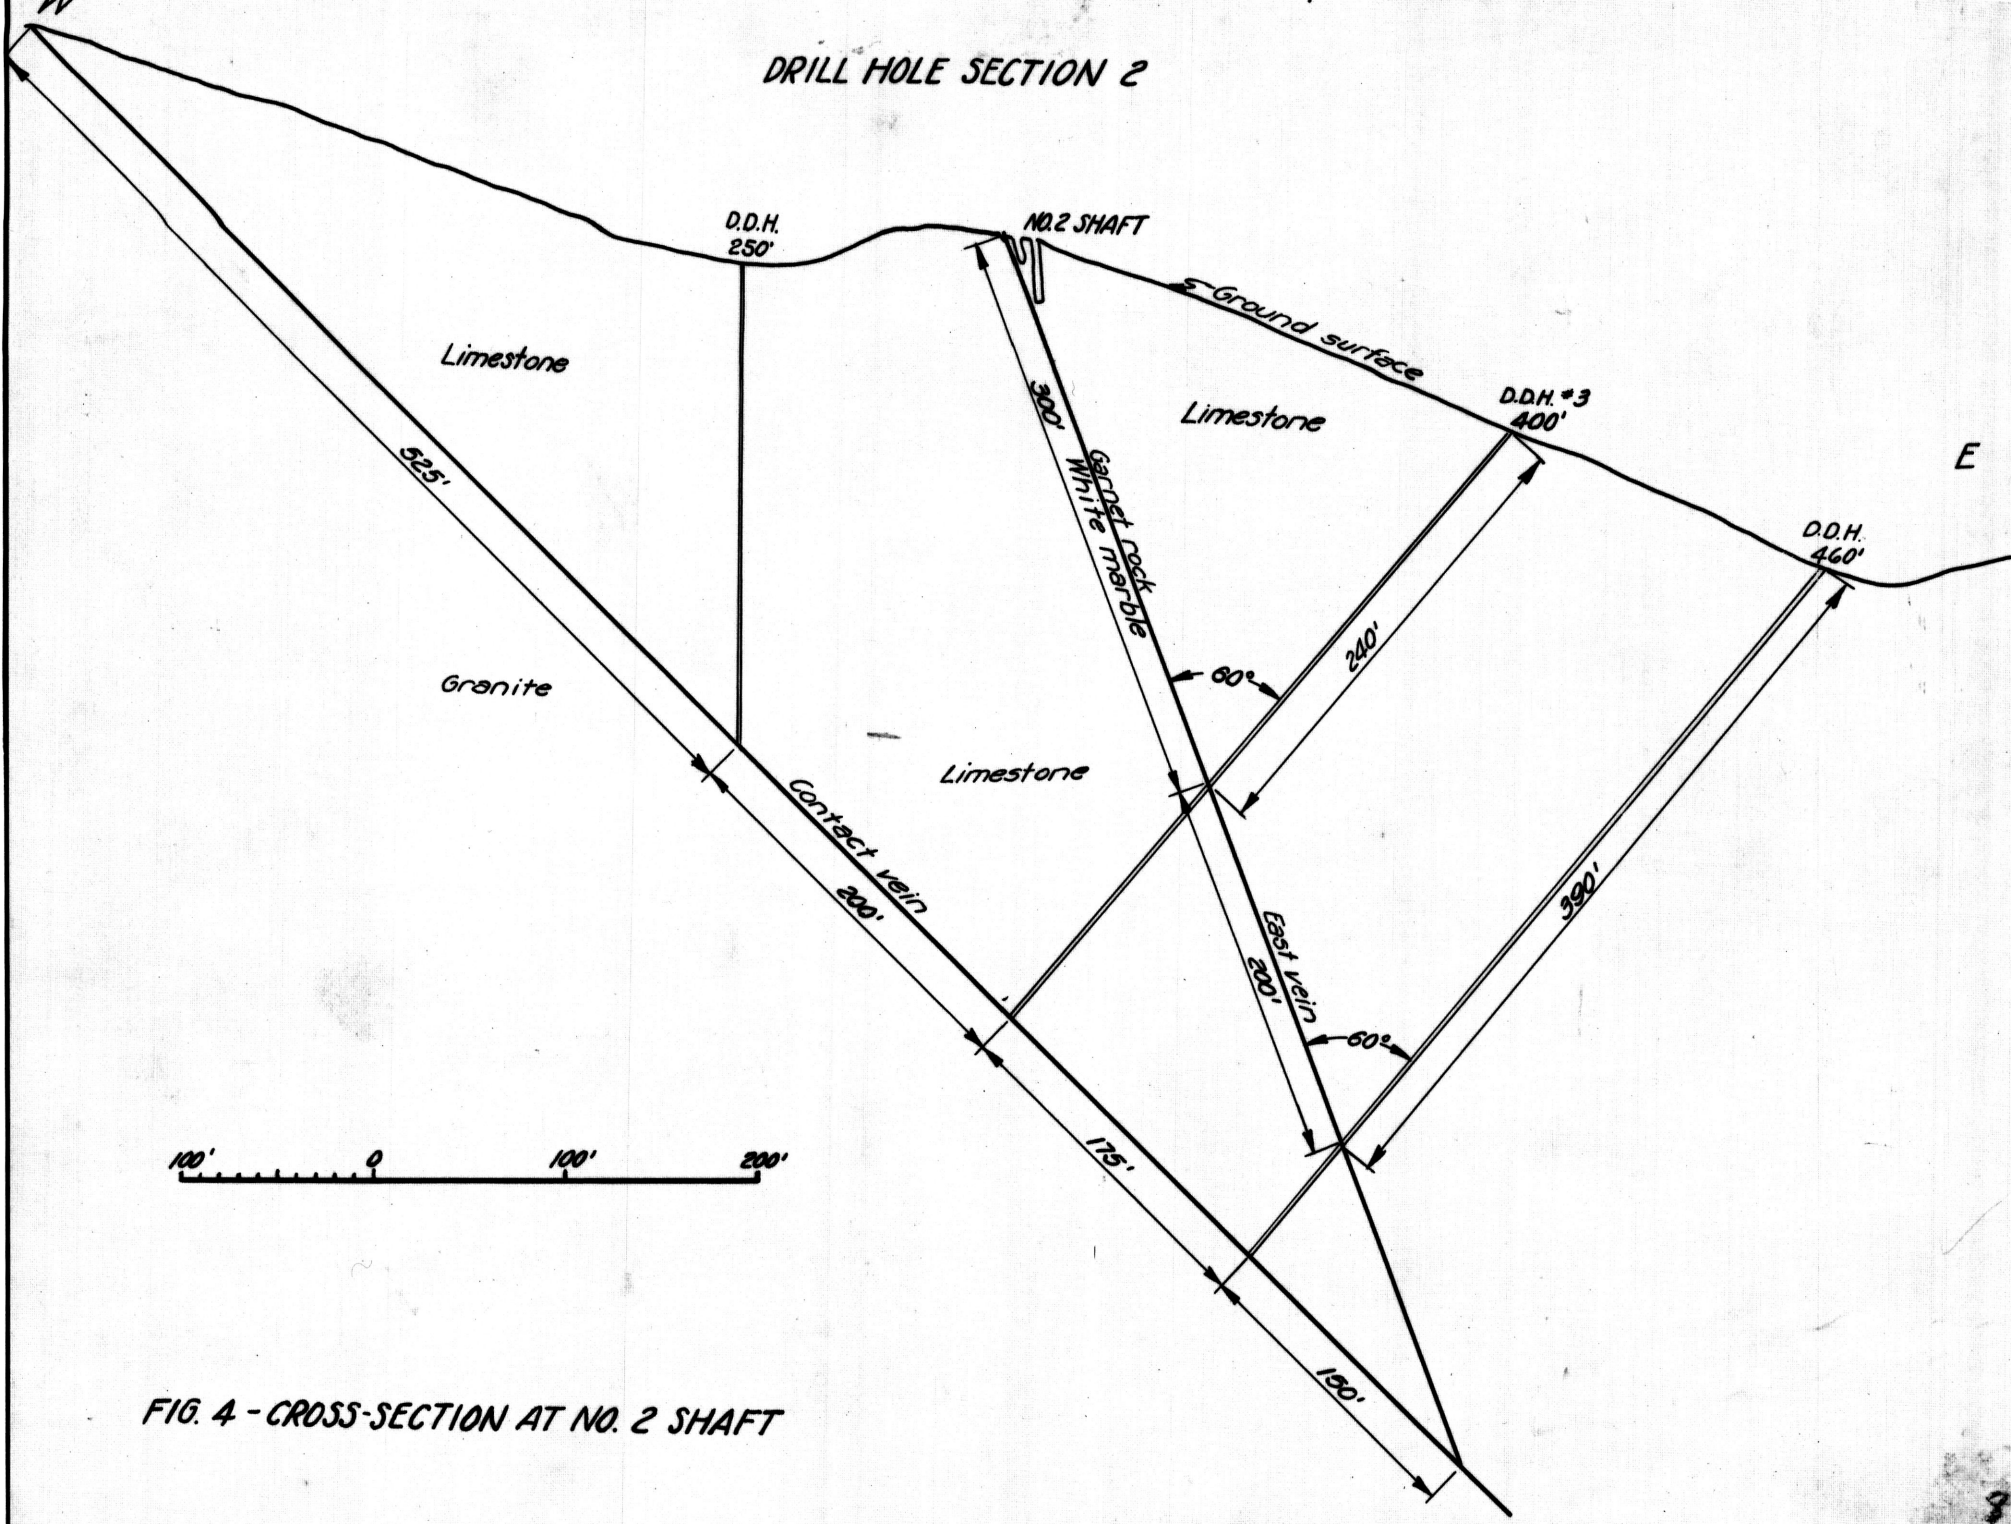 W
DRILL HOLE SECTION 2
D.D.H.
250'
NO.2 SHAFT
Ground surface
Limestone
Limestone
D.D.H. #3
400'
E
D.D.H.
460'
300'
Garnet rock
White marble
525'
60°
240'
Granite
Limestone
Contact vein
200'
390'
East vein
200'
60°
100' 0 100' 200'
175'
150'
FIG. 4 - CROSS-SECTION AT NO. 2 SHAFT